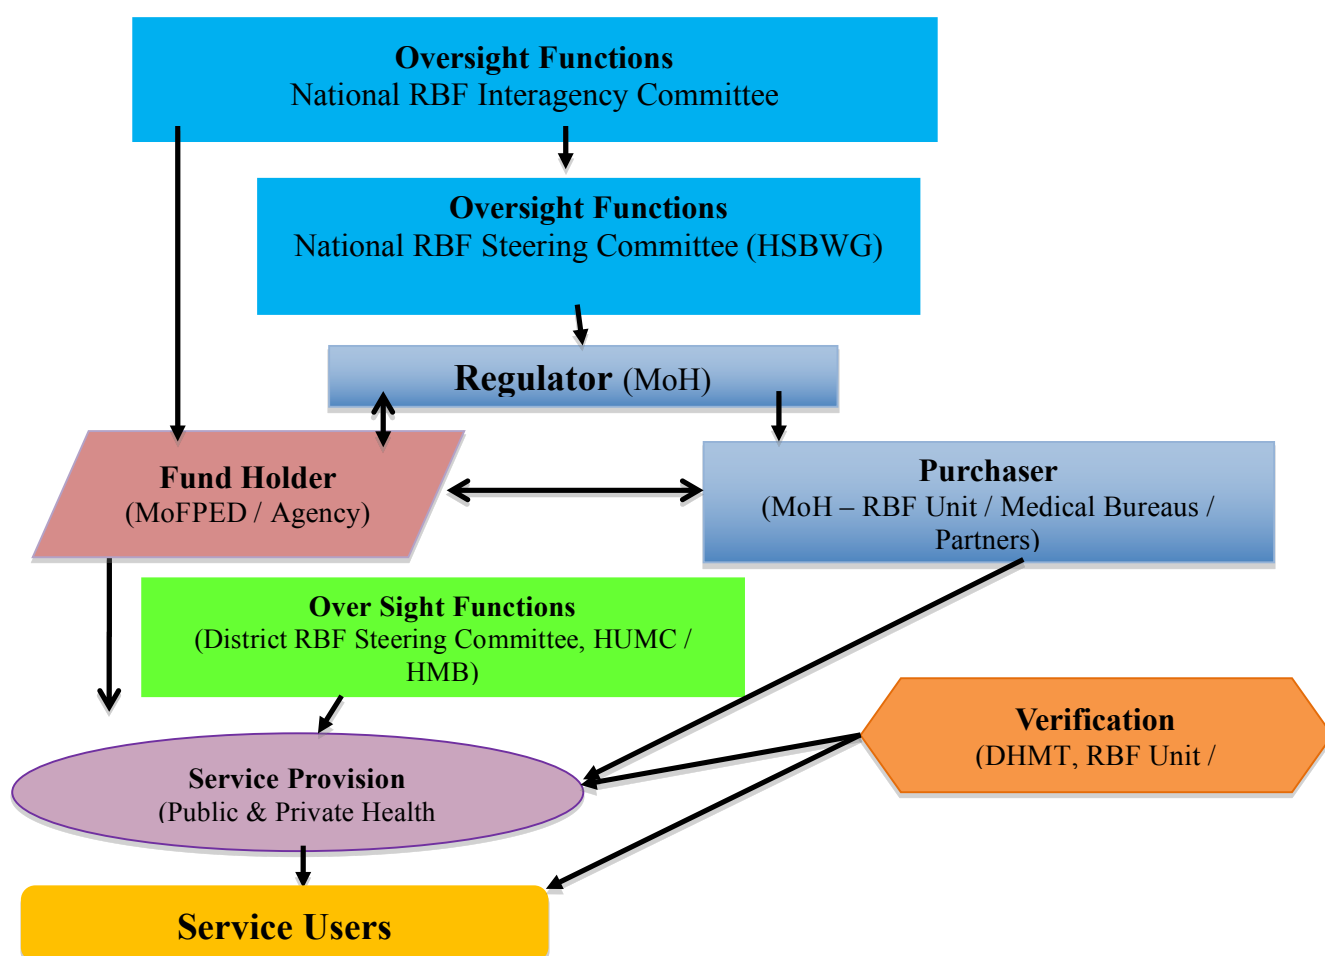 Oversight Functions
National RBF Interagency Committee
Oversight Functions
National RBF Steering Committee (HSBWG)
Regulator (MoH)
Fund Holder
(MoFPED / Agency)
Purchaser
(MoH – RBF Unit / Medical Bureaus /
Partners)
Over Sight Functions
(District RBF Steering Committee, HUMC /
HMB)
Verification
(DHMT, RBF Unit /
Service Provision
(Public & Private Health
Service Users